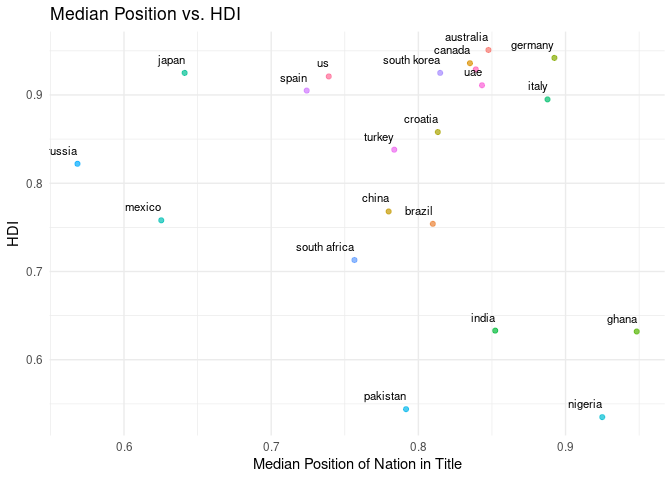 Median Position vs. HDI
australia
germany
canada
japan
us
south korea
uae
spain
italy
0.9
croatia
turkey
russia
0.8
china
mexico
brazil
south africa
0.7
HDI
india
ghana
0.6
pakistan
nigeria
0.6
0.7
0.8
0.9
Median Position of Nation in Title